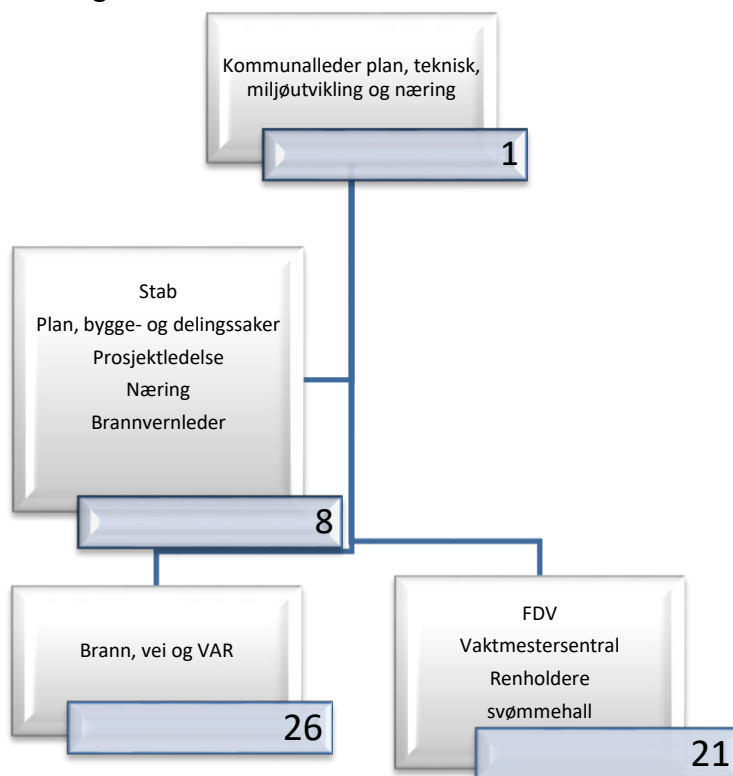 Kommunalleder plan, teknisk,
miljøutvikling og næring
1
Stab
Plan, bygge- og delingssaker
Prosjektledelse
Næring
Brannvernleder
8
Brann, vei og VAR
26
FDV
Vaktmestersentral
Renholdere
svømmehall
21